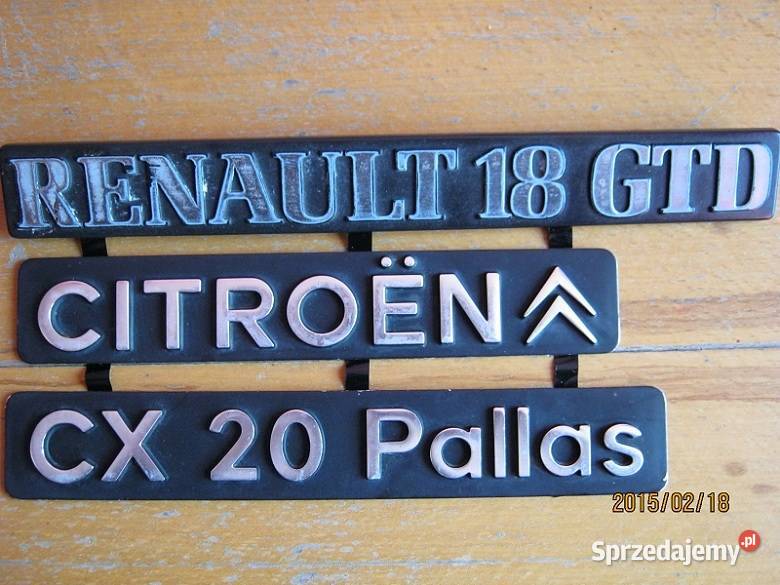 RENAULT 18 GTD
CITROËN
CX 20 Pallas
2015/02/18
Sprzedajemy.pl